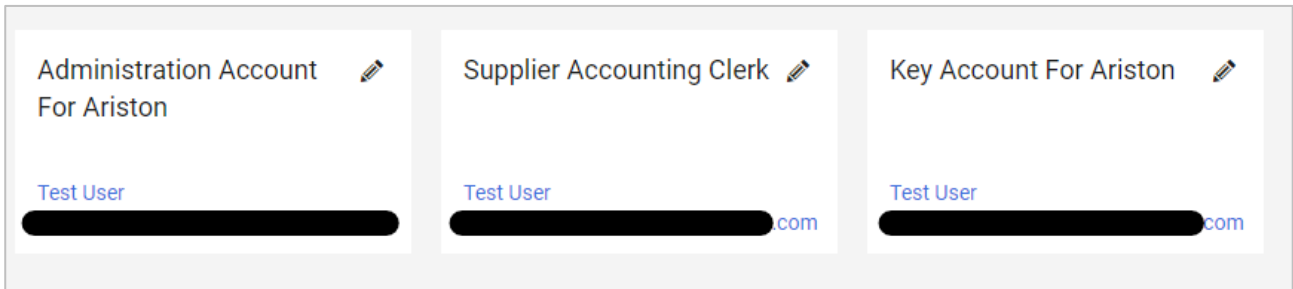 Administration Account
For Ariston
Test User
Supplier Accounting Clerk
Test User
.com
Key Account For Ariston
Test User
com